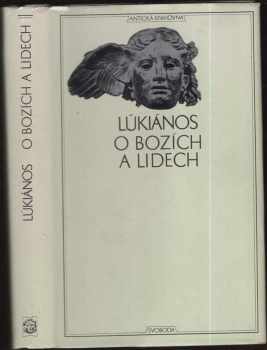 LÚKIÁNOS O BOZÍCH A LIDECH
ANTICKÁ KNIHOVNA
LÚKIÁNOS
O BOZÍCH
A LIDECH
SVOBODA